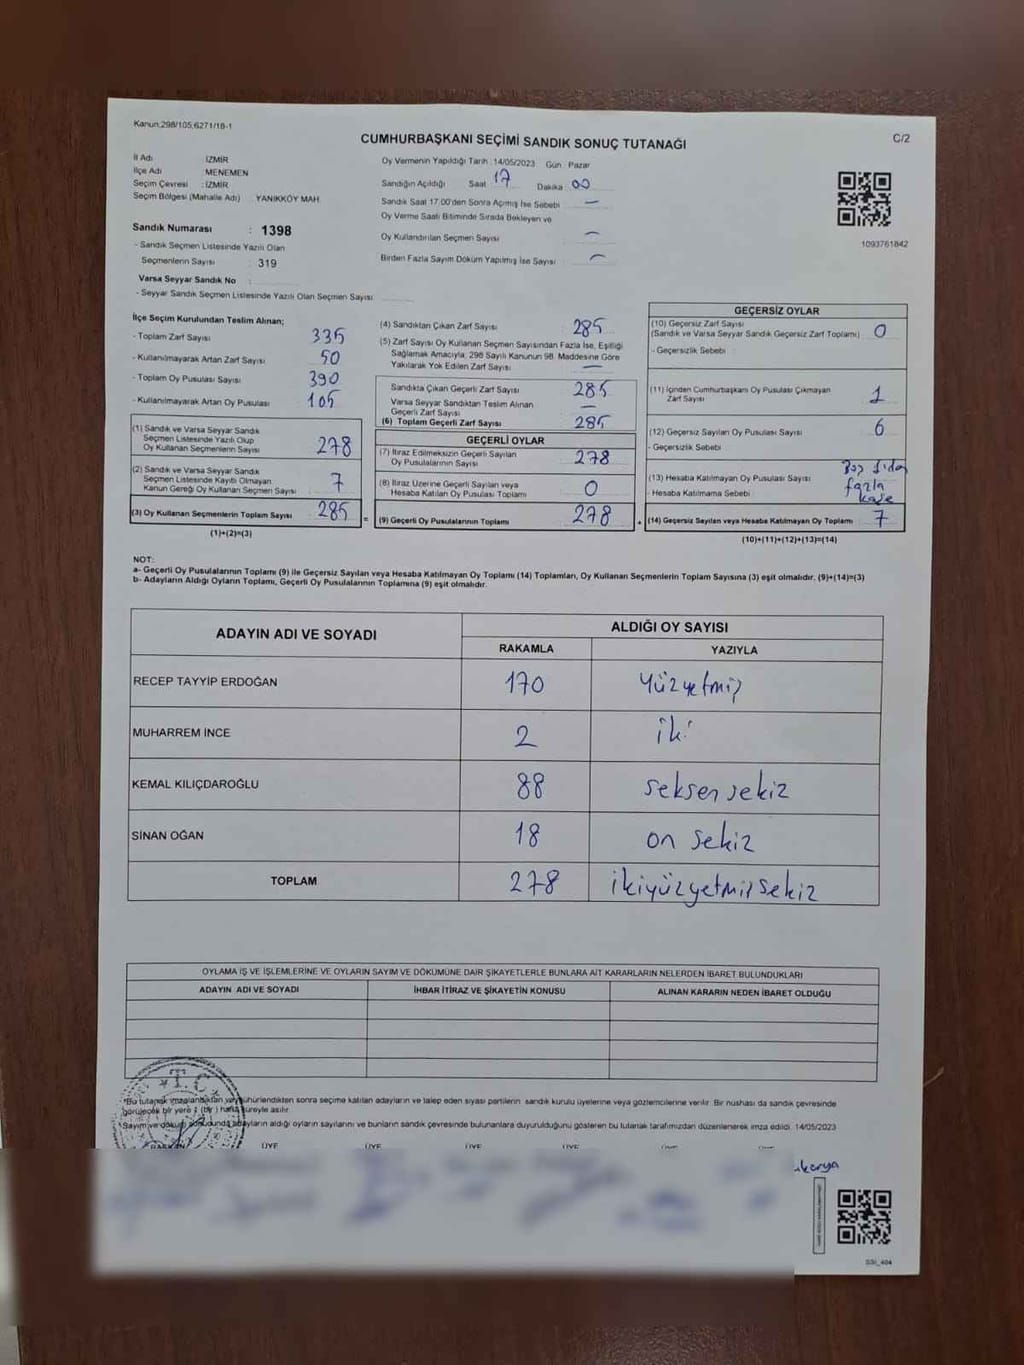 Kanun:298/105;6271/18-1
CUMHURBAŞKANI SEÇİMİ SANDIK SONUÇ TUTANAĞI
C/2
İl Adı İZMİR
İlçe Adı MENEMEN
Seçim Çevresi : İZMİR
Seçim Bölgesi (Mahalle Adı) YANIKKÖY MAH.
Oy Vermenin Yapıldığı Tarih : 14/05/2023 Gün : Pazar
Sandığın Açıldığı Saat 17 Dakika 00
Sandık Saat 17.00'den Sonra Açmış İse Sebebi —
Oy Verme Saati Bitiminde Sırada Bekleyen ve
Oy Kullandırılan Seçmen Sayısı —
Birden Fazla Sayım Döküm Yapılmış İse Sayısı —
1093761842
Sandık Numarası : 1398
- Sandık Seçmen Listesinde Yazılı Olan
Seçmenlerin Sayısı : 319
Varsa Seyyar Sandık No :
- Seyyar Sandık Seçmen Listesinde Yazılı Olan Seçmen Sayısı:
İlçe Seçim Kurulundan Teslim Alınan;
- Toplam Zarf Sayısı 335
- Kullanılmayarak Artan Zarf Sayısı 50
- Toplam Oy Pusulası Sayısı 390
- Kullanılmayarak Artan Oy Pusulası 105
(1) Sandık ve Varsa Seyyar Sandık
Seçmen Listesinde Yazılı Olup
Oy Kullanan Seçmenlerin Sayısı 278
(2) Sandık ve Varsa Seyyar Sandık
Seçmen Listesinde Kayıtlı Olmayan
Kanun Gereği Oy Kullanan Seçmen Sayısı 7
(3) Oy Kullanan Seçmenlerin Toplam Sayısı 285
(1)+(2)=(3)
(4) Sandıktan Çıkan Zarf Sayısı 285
(5) Zarf Sayısı Oy Kullanan Seçmen Sayısından Fazla İse, Eşitliği
Sağlamak Amacıyla, 298 Sayılı Kanunun 98. Maddesine Göre
Yakılarak Yok Edilen Zarf Sayısı —
Sandıkta Çıkan Geçerli Zarf Sayısı 285
Varsa Seyyar Sandıktan Teslim Alınan
Geçerli Zarf Sayısı —
(6) Toplam Geçerli Zarf Sayısı 285
GEÇERLİ OYLAR
(7) İtiraz Edilmeksizin Geçerli Sayılan
Oy Pusulalarının Sayısı 278
(8) İtiraz Üzerine Geçerli Sayılan veya
Hesaba Katılan Oy Pusulası Toplamı 0
= (9) Geçerli Oy Pusulalarının Toplamı 278 +
GEÇERSİZ OYLAR
(10) Geçersiz Zarf Sayısı
(Sandık ve Varsa Seyyar Sandık Geçersiz Zarf Toplamı) 0
- Geçersizlik Sebebi :
(11) İçinden Cumhurbaşkanı Oy Pusulası Çıkmayan
Zarf Sayısı 1
(12) Geçersiz Sayılan Oy Pusulası Sayısı 6
- Geçersizlik Sebebi :
(13) Hesaba Katılmayan Oy Pusulası Sayısı
- Hesaba Katılmama Sebebi :
fazla
kaşe
(14) Geçersiz Sayılan veya Hesaba Katılmayan Oy Toplamı 7
(10)+(11)+(12)+(13)=(14)
NOT:
a- Geçerli Oy Pusulalarının Toplamı (9) ile Geçersiz Sayılan veya Hesaba Katılmayan Oy Toplamı (14) Toplamları, Oy Kullanan Seçmenlerin Toplam Sayısına (3) eşit olmalıdır. (9)+(14)=(3)
b- Adayların Aldığı Oyların Toplamı, Geçerli Oy Pusulalarının Toplamına (9) eşit olmalıdır.
ADAYIN ADI VE SOYADI
ALDIĞI OY SAYISI
RAKAMLA YAZIYLA
RECEP TAYYİP ERDOĞAN 170 Yüzyetmiş
MUHARREM İNCE 2 iki
KEMAL KILIÇDAROĞLU 88 seksensekiz
SİNAN OĞAN 18 on sekiz
TOPLAM 278 ikiyüzyetmişsekiz
OYLAMA İŞ VE İŞLEMLERİNE VE OYLARIN SAYIM VE DÖKÜMÜNE DAİR ŞİKAYETLERLE BUNLARA AİT KARARLARIN NELERDEN İBARET BULUNDUKLARI
ADAYIN ADI VE SOYADI İHBAR İTİRAZ VE ŞİKAYETİN KONUSU ALINAN KARARIN NEDEN İBARET OLDUĞU
T.C.
*Bu tutanak imzalandıktan ve mühürlendikten sonra seçime katılan adayların ve talep eden siyasi partilerin sandık kurulu üyelerine veya gözlemcilerine verilir. Bir nüshası da sandık çevresinde
görülecek bir yere 1 (bir) hafta süreyle asılır.
*Sayım ve döküm sonucunda adayların aldığı oyların sayılarını ve bunların sandık çevresinde bulunanlara duyurulduğunu gösteren bu tutanak tarafımızdan düzenlenerek imza edildi. 14/05/2023
BAŞKAN ÜYE ÜYE ÜYE ÜYE ÜYE
SSI_404